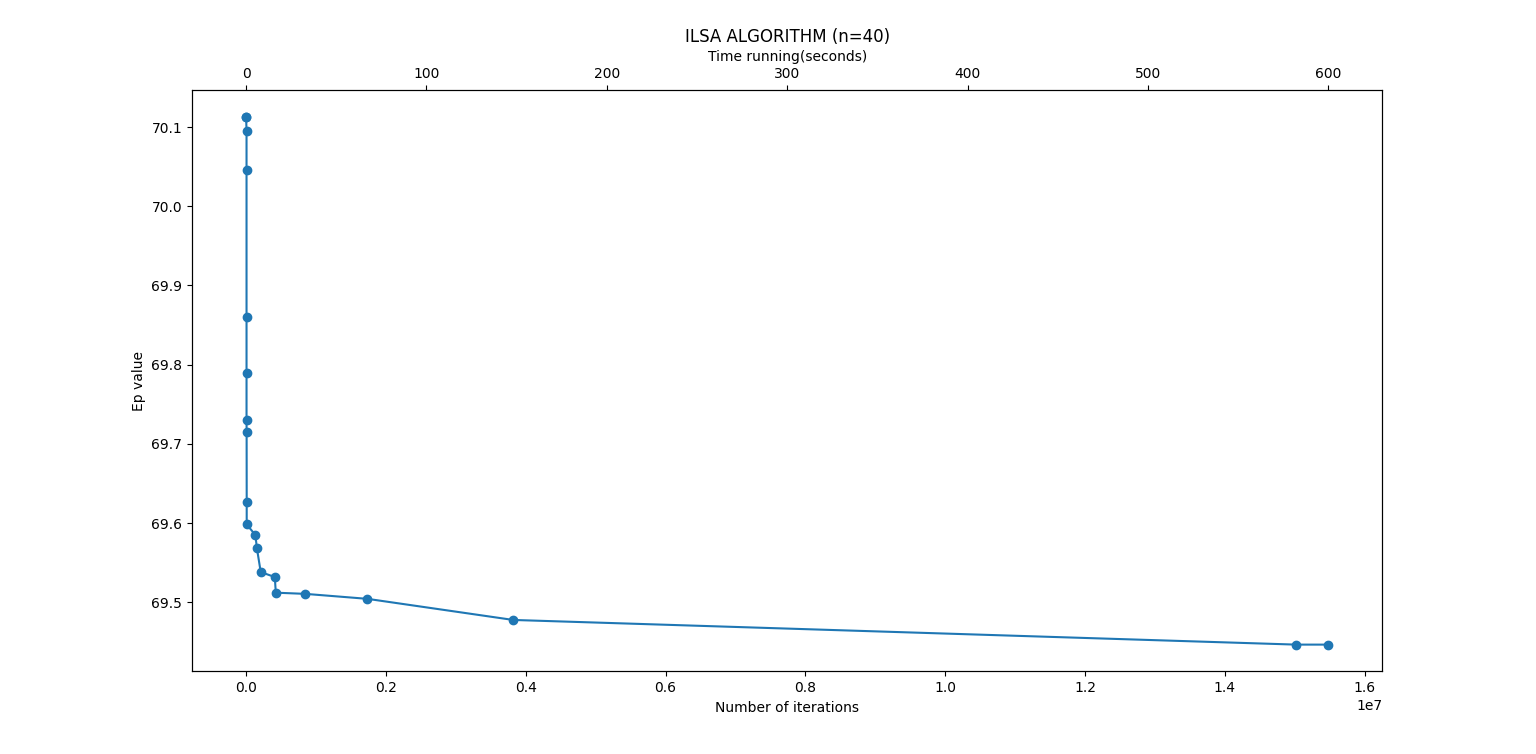 ILSA ALGORITHM (n=40)
Time running(seconds)
0 100 200 300 400 500 600
70.1
70.0
69.9
69.8
Ep value
69.7
69.6
69.5
0.0 0.2 0.4 0.6 0.8 1.0 1.2 1.4 1.6
1e7
Number of iterations